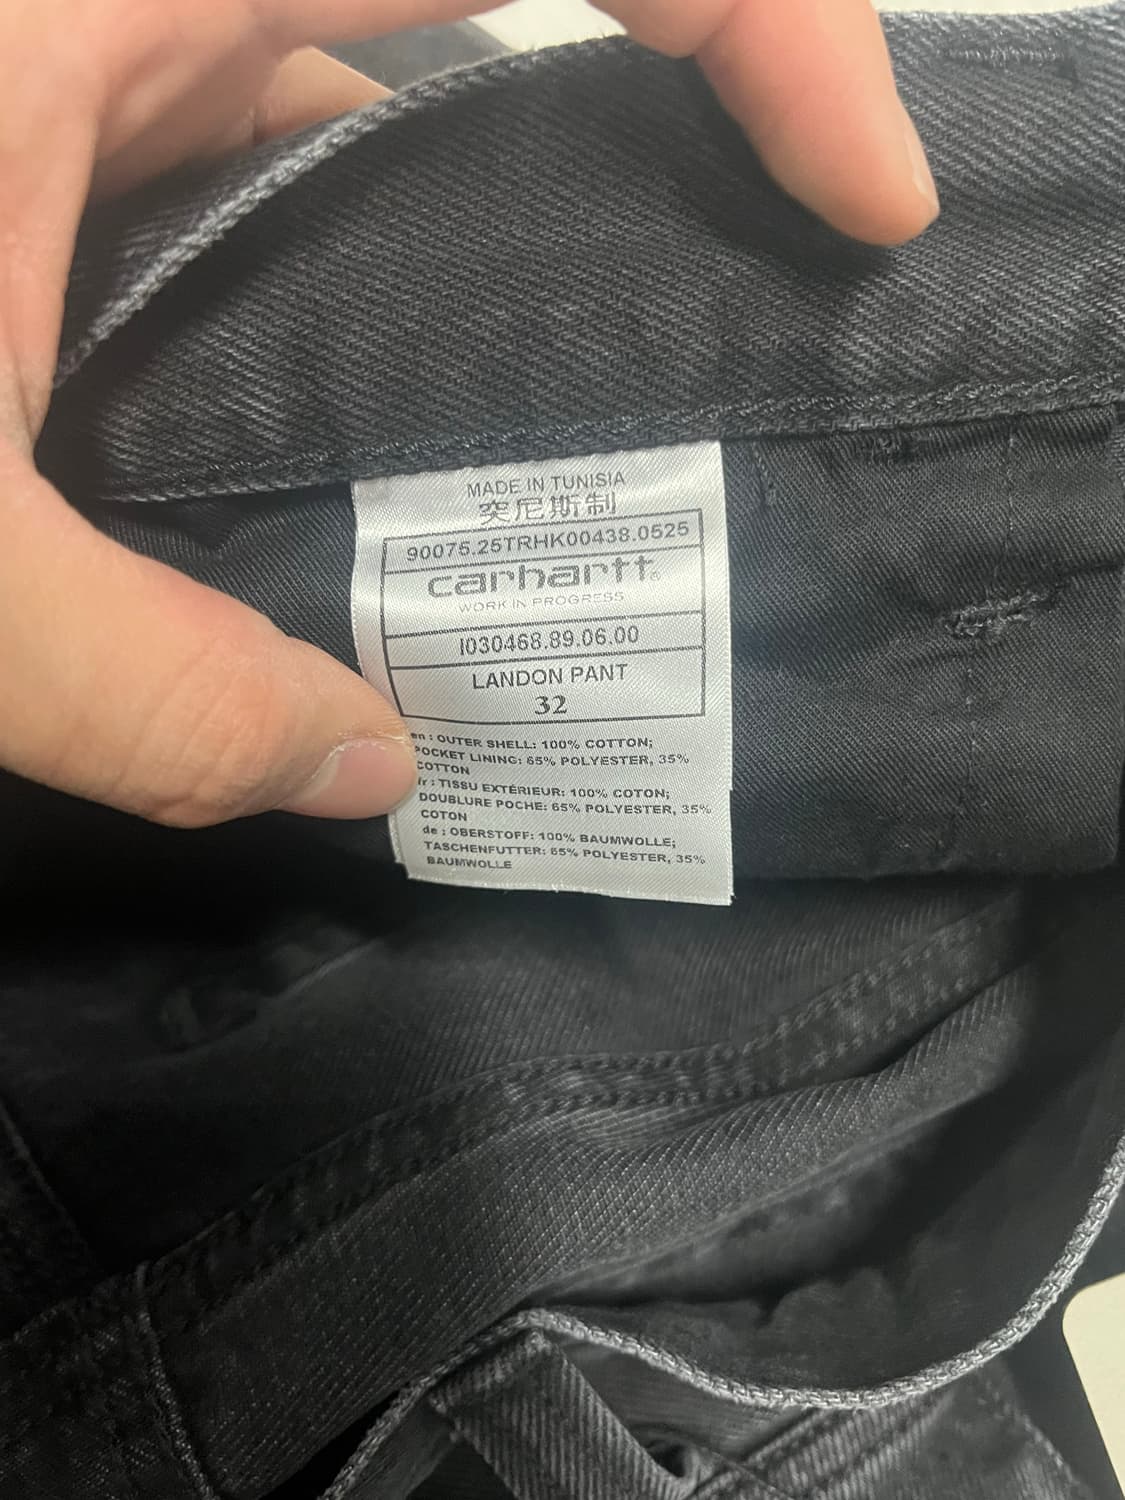 MADE IN TUNISIA
突尼斯制
90075.25TRHK00438.0525
carhartt®
WORK IN PROGRESS
I030468.89.06.00
LANDON PANT
32
en : OUTER SHELL: 100% COTTON;
POCKET LINING: 65% POLYESTER, 35%
COTTON
fr : TISSU EXTÉRIEUR: 100% COTON;
DOUBLURE POCHE: 65% POLYESTER, 35%
COTON
de : OBERSTOFF: 100% BAUMWOLLE;
TASCHENFUTTER: 65% POLYESTER, 35%
BAUMWOLLE